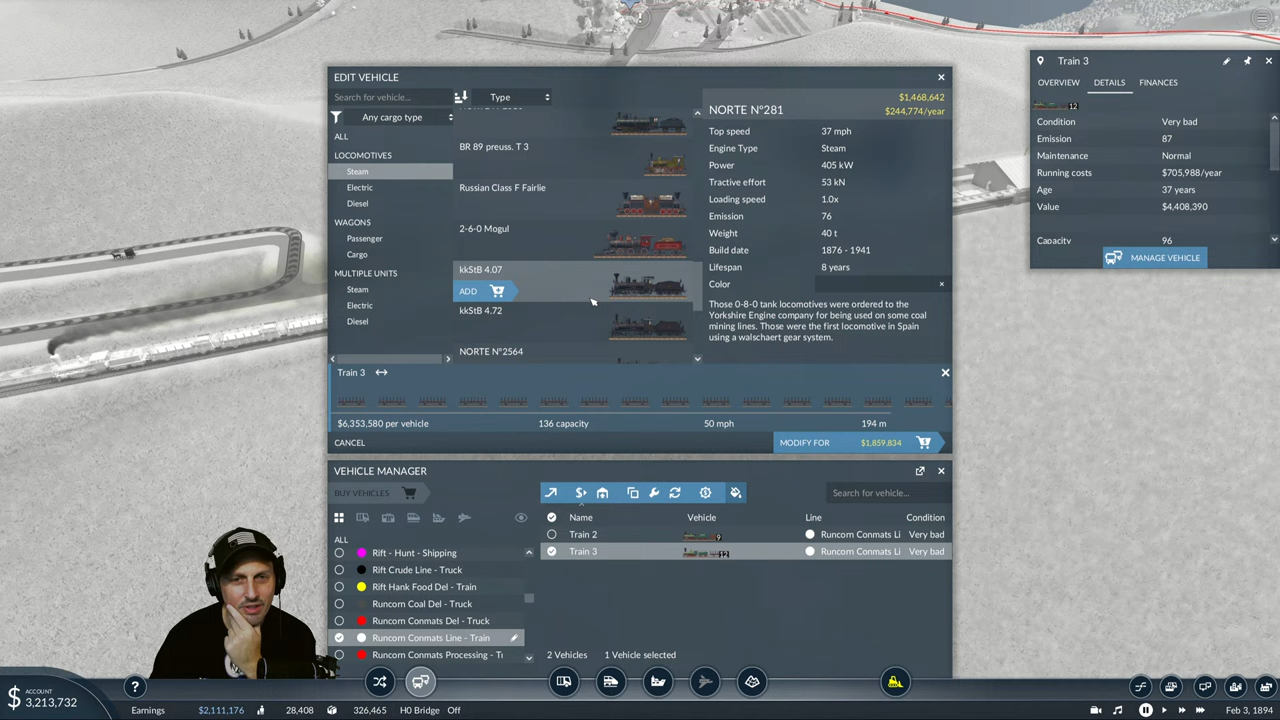 EDIT VEHICLE
Search for vehicle...
Type
Any cargo type
ALL
LOCOMOTIVES
Steam
Electric
Diesel
WAGONS
Passenger
Cargo
MULTIPLE UNITS
Steam
Electric
Diesel
BR 89 preuss. T 3
Russian Class F Fairlie
2-6-0 Mogul
kkStB 4.07
ADD
kkStB 4.72
NORTE Nº2564
$1,468,642
NORTE Nº281
$244,774/year
Top speed 37 mph
Engine Type Steam
Power 405 kW
Tractive effort 53 kN
Loading speed 1.0x
Emission 76
Weight 40 t
Build date 1876 - 1941
Lifespan 8 years
Color
Those 0-8-0 tank locomotives were ordered to the
Yorkshire Engine company for being used on some coal
mining lines. Those were the first locomotive in Spain
using a walschaert gear system.
Train 3
$6,353,580 per vehicle 136 capacity 50 mph 194 m
CANCEL
MODIFY FOR $1,859,834
Train 3
OVERVIEW DETAILS FINANCES
12
Condition Very bad
Emission 87
Maintenance Normal
Running costs $705,988/year
Age 37 years
Value $4,408,390
Capacity 96
MANAGE VEHICLE
VEHICLE MANAGER
BUY VEHICLES
Search for vehicle...
ALL
Rift - Hunt - Shipping
Rift Crude Line - Truck
Rift Hank Food Del - Train
Runcorn Coal Del - Truck
Runcorn Conmats Del - Truck
Runcorn Conmats Line - Train
Runcorn Conmats Processing - Tr
Name Vehicle Line Condition
Train 2 9 Runcorn Conmats Li Very bad
Train 3 12 Runcorn Conmats Li Very bad
2 Vehicles 1 Vehicle selected
$ ACCOUNT
3,213,732
?
Earnings $2,111,176 28,408 326,465 H0 Bridge Off
Feb 3, 1894